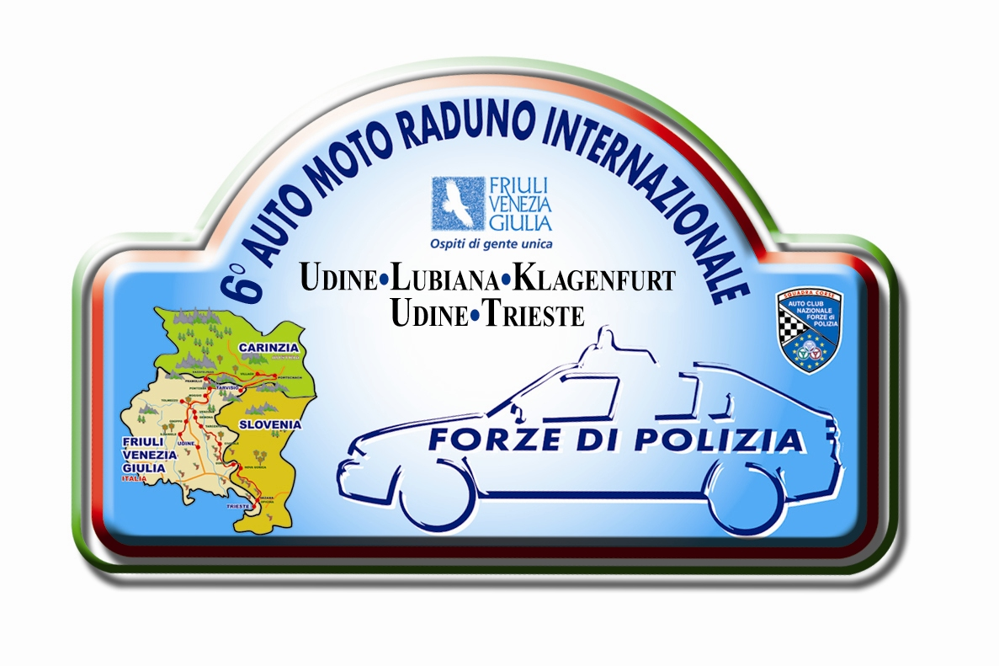 6° AUTO MOTO RADUNO INTERNAZIONALE
FRIULI
VENEZIA
GIULIA
Ospiti di gente unica
UDINE•LUBIANA•KLAGENFURT
UDINE•TRIESTE
SQUADRA CORSE
AUTO CLUB
NAZIONALE
FORZE di
POLIZIA
CARINZIA
TARVISIO
SLOVENIA
FRIULI
VENEZIA
GIULIA
ITALIA
UDINE
TRIESTE
FORZE DI POLIZIA